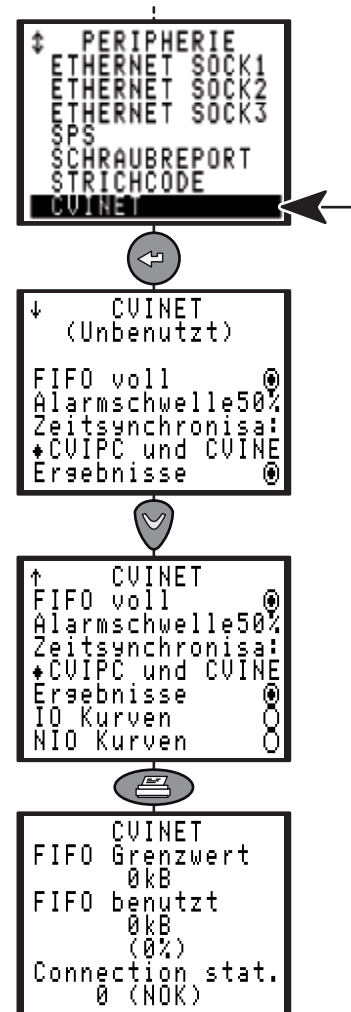 ↕ PERIPHERIE
ETHERNET SOCK1
ETHERNET SOCK2
ETHERNET SOCK3
SPS
SCHRAUBREPORT
STRICHCODE
CVINET
↓ CVINET
(Unbenutzt)
FIFO voll
Alarmschwelle50%
Zeitsynchronisa:
♦CVIPC und CVINE
Ergebnisse
↑ CVINET
FIFO voll
Alarmschwelle50%
Zeitsynchronisa:
♦CVIPC und CVINE
Ergebnisse
IO Kurven
NIO Kurven
CVINET
FIFO Grenzwert
0kB
FIFO benutzt
0kB
(0%)
Connection stat.
0 (NOK)